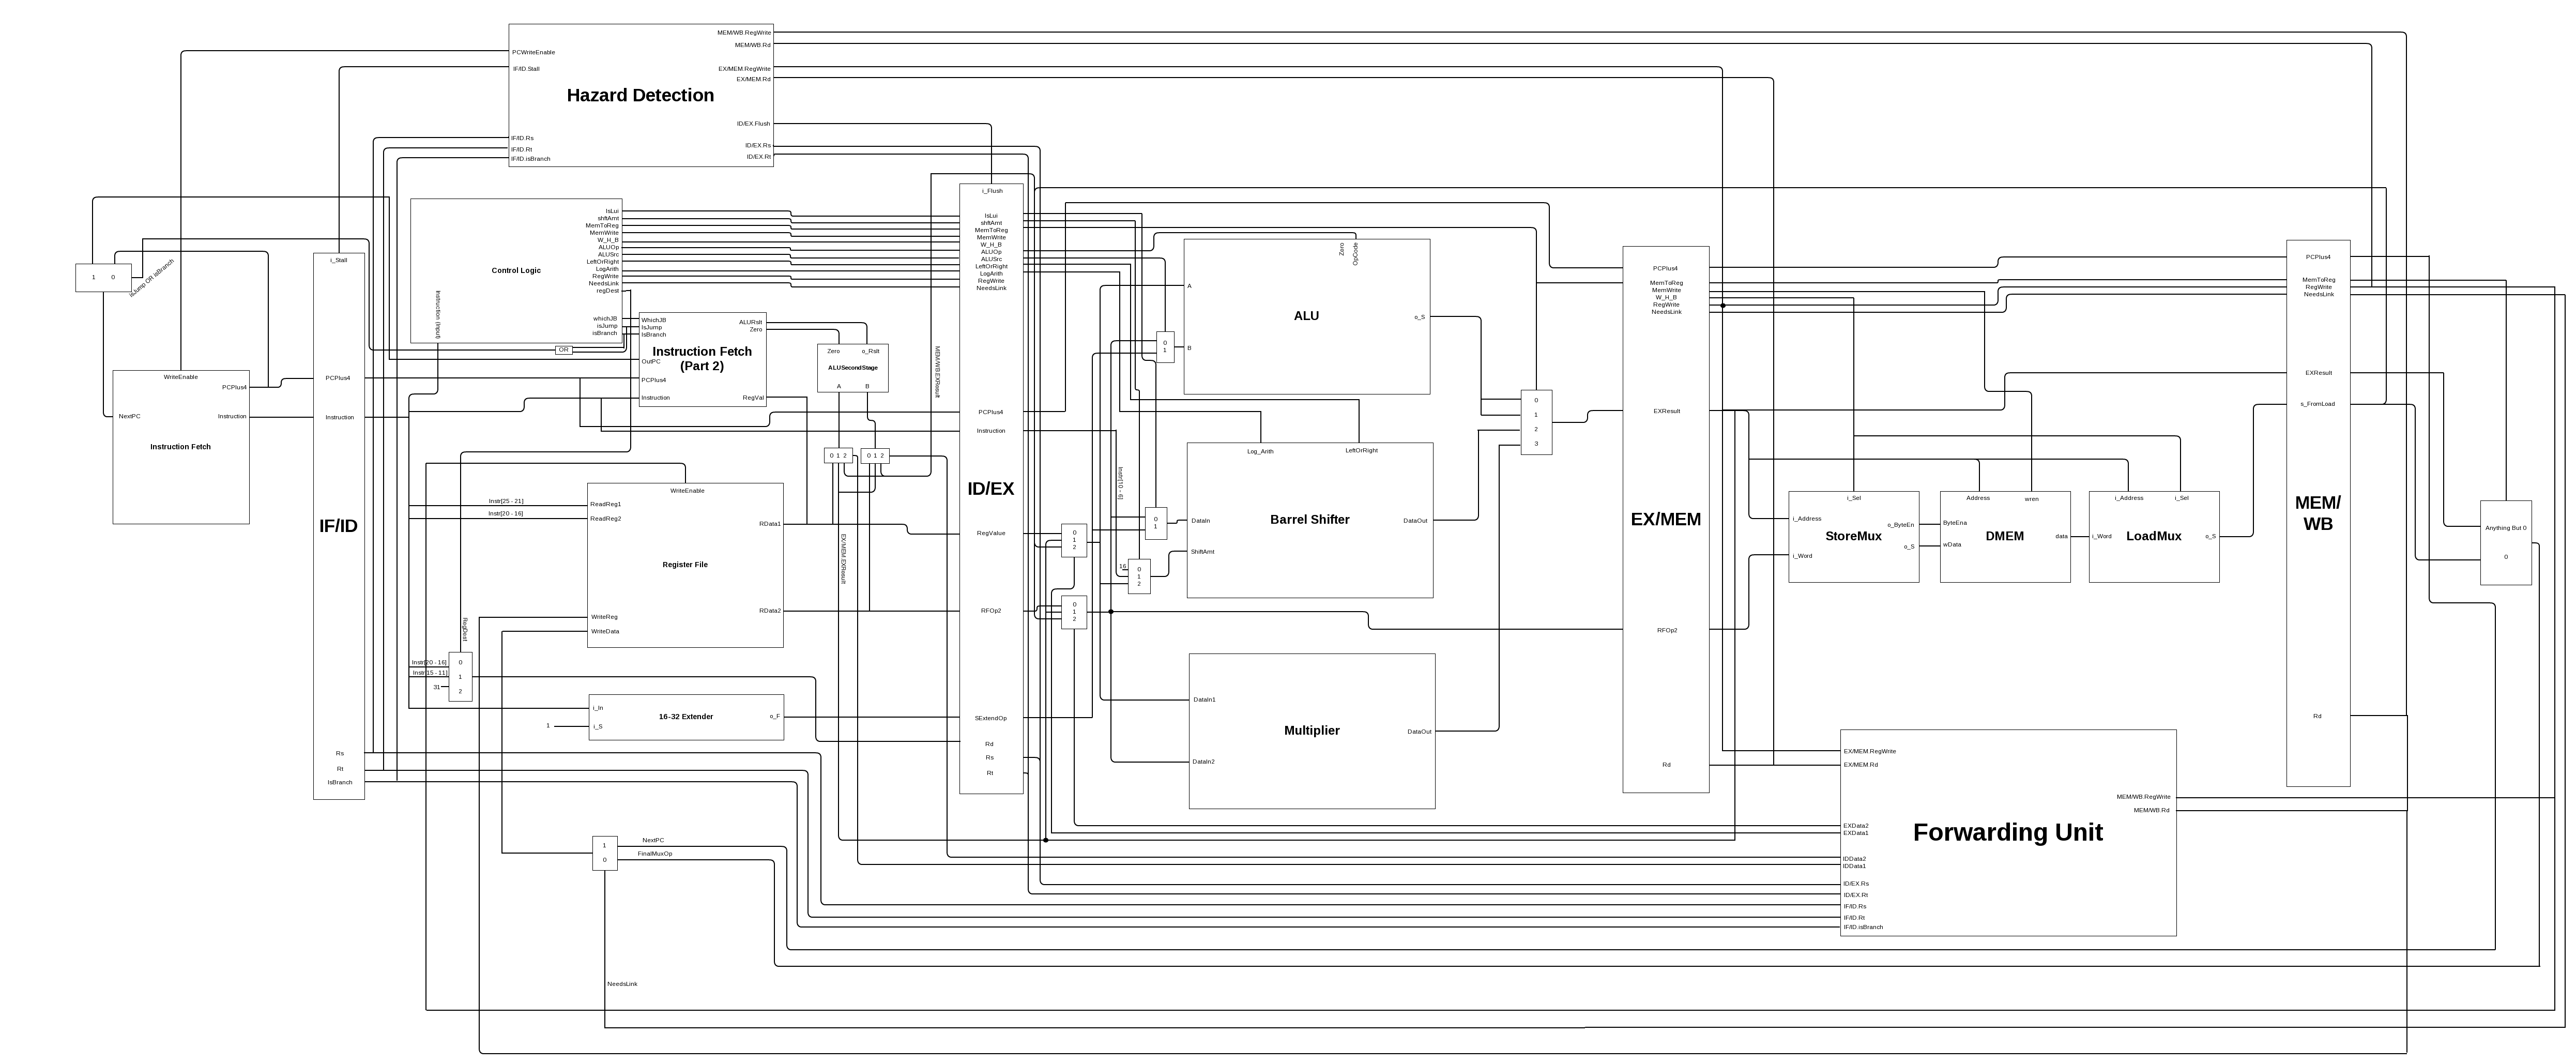 MEM/WB.RegWrite
MEM/WB.Rd
PCWriteEnable
IF/ID.Stall
EX/MEM.RegWrite
EX/MEM.Rd
Hazard Detection
ID/EX.Flush
IF/ID.Rs
IF/ID.Rt
IF/ID.isBranch
ID/EX.Rs
ID/EX.Rt
1 0
isJump OR isBranch
WriteEnable
PCPlus4
NextPC
Instruction
Instruction Fetch
i_Stall
PCPlus4
Instruction
IF/ID
Rs
Rt
IsBranch
Control Logic
Instruction (Input)
IsLui
shftAmt
MemToReg
MemWrite
W_H_B
ALUOp
ALUSrc
LeftOrRight
LogArith
RegWrite
NeedsLink
regDest
whichJB
isJump
isBranch
OR
WhichJB
IsJump
IsBranch
ALURslt
Zero
Instruction Fetch
(Part 2)
OutPC
PCPlus4
Instruction
RegVal
Zero
o_Rslt
ALUSecondStage
A
B
0 1 2
0 1 2
MEM/WB.EXResult
EX/MEM.EXResult
WriteEnable
Instr[25 - 21]
ReadReg1
Instr[20 - 16]
ReadReg2
RData1
Register File
RData2
WriteReg
WriteData
RegDest
Instr[20 - 16]
Instr[15 - 11]
31
0
1
2
i_In
16-32 Extender
o_F
1
i_S
1
0
NextPC
FinalMuxOp
NeedsLink
i_Flush
IsLui
shftAmt
MemToReg
MemWrite
W_H_B
ALUOp
ALUSrc
LeftOrRight
LogArith
RegWrite
NeedsLink
PCPlus4
Instruction
ID/EX
RegValue
RFOp2
SExtendOp
Rd
Rs
Rt
0
1
2
0
1
2
Instr[10 - 6]
0
1
0
1
16
0
1
2
Zero
OpCode
A
ALU
o_S
B
Log_Arith
LeftOrRight
DataIn
Barrel Shifter
DataOut
ShiftAmt
DataIn1
Multiplier
DataOut
DataIn2
0
1
2
3
PCPlus4
MemToReg
MemWrite
W_H_B
RegWrite
NeedsLink
EXResult
EX/MEM
RFOp2
Rd
i_Sel
i_Address
o_ByteEn
StoreMux
o_S
i_Word
Address
wren
ByteEna
DMEM
data
wData
i_Address
i_Sel
i_Word
LoadMux
o_S
PCPlus4
MemToReg
RegWrite
NeedsLink
EXResult
s_FromLoad
MEM/
WB
Rd
Anything But 0
0
EX/MEM.RegWrite
EX/MEM.Rd
MEM/WB.RegWrite
MEM/WB.Rd
Forwarding Unit
EXData2
EXData1
IDData2
IDData1
ID/EX.Rs
ID/EX.Rt
IF/ID.Rs
IF/ID.Rt
IF/ID.isBranch